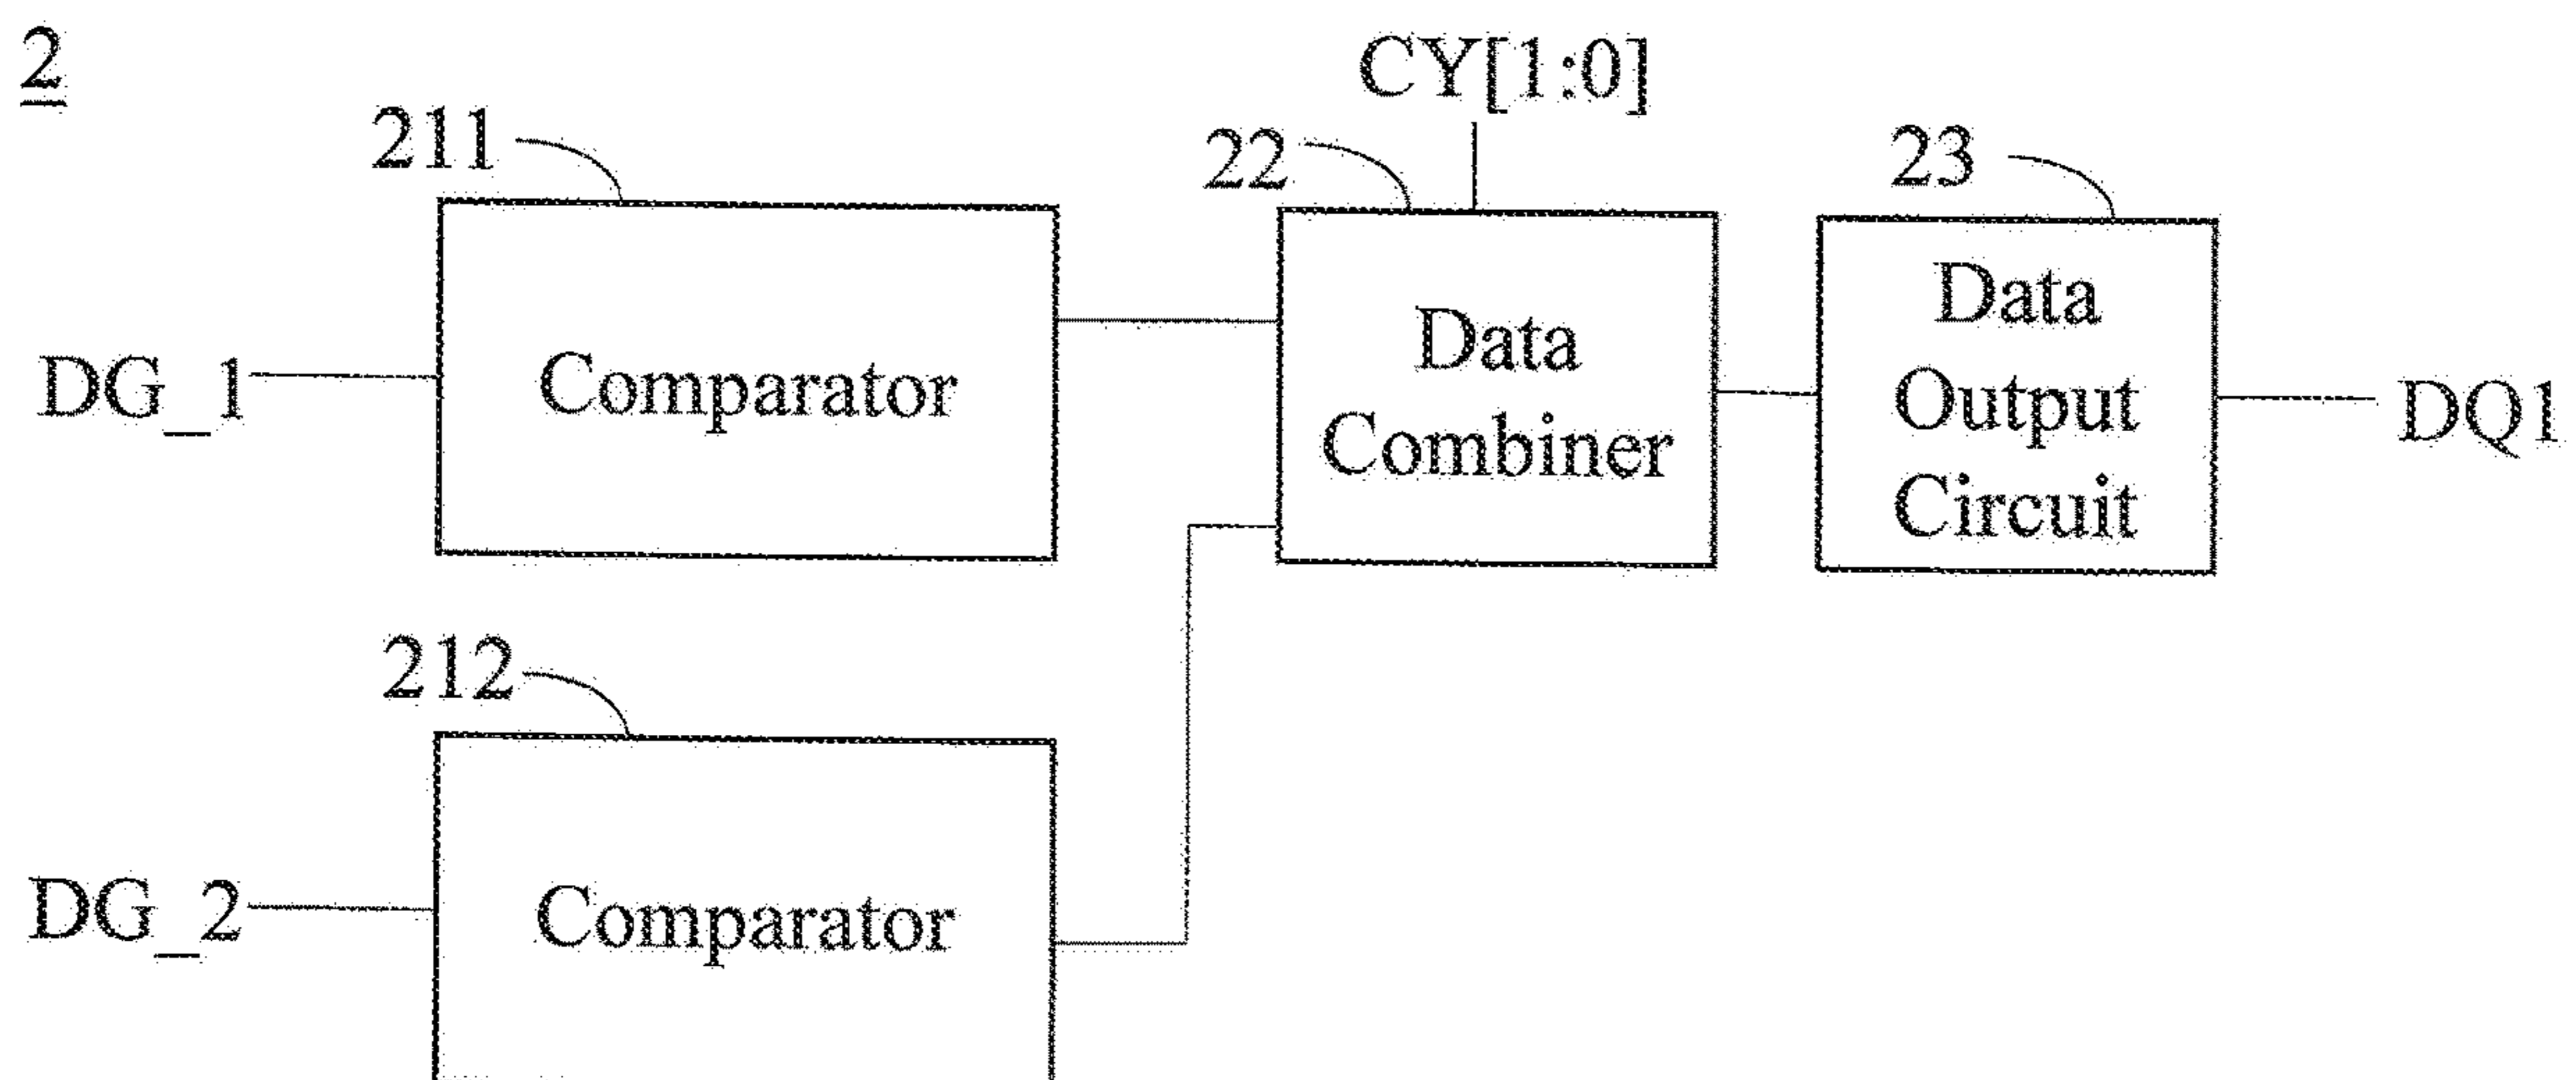 2
CY[1:0]
211
22
23
DG_1
Comparator
Data
Combiner
Data
Output
Circuit
DQ1
212
DG_2
Comparator